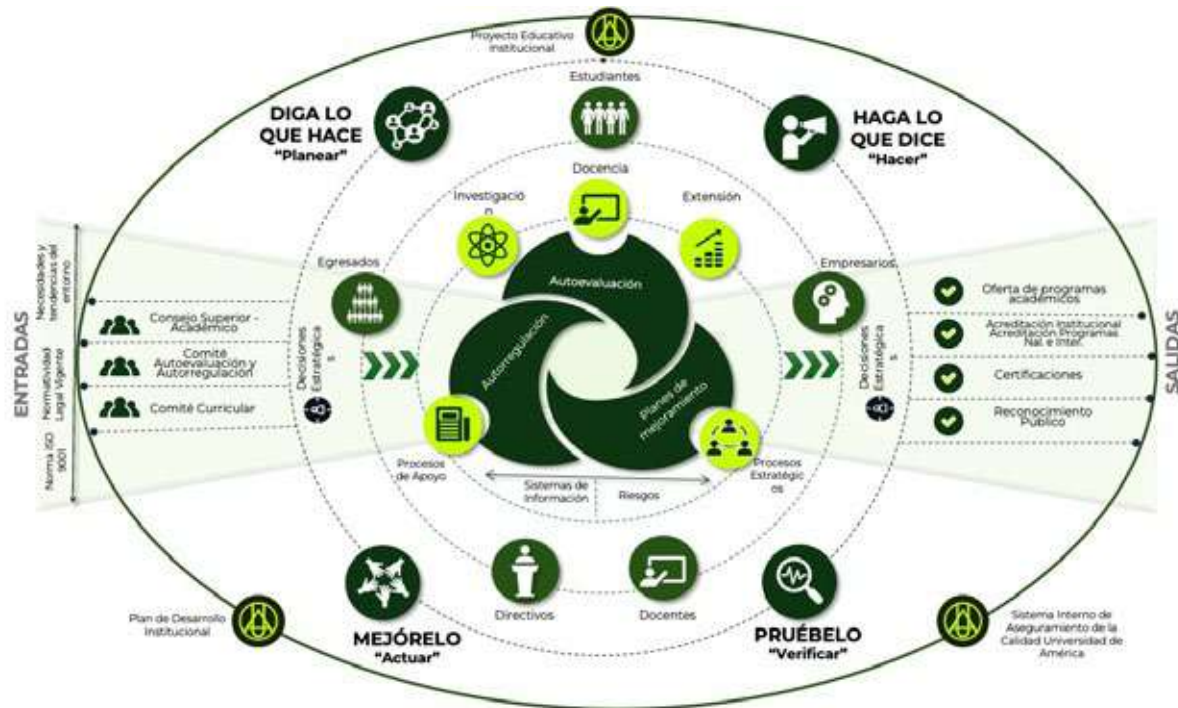 Proyecto Educativo
Institucional
Estudiantes
DIGA LO
QUE HACE
"Planear"
HAGA LO
QUE DICE
"Hacer"
Docencia
Investigació
n
Extensión
Egresados
Empresarios
Autoevaluación
Autorregulación
Planes de
mejoramiento
ENTRADAS
Necesidades y
tendencias del
entorno
Normatividad
Legal Vigente
Norma ISO
9001
Consejo Superior -
Académico
Comité
Autoevaluación y
Autorregulación
Comité Curricular
Decisiones
Estratégica
s
Decisiones
Estratégica
s
Oferta de programas
académicos
Acreditación Institucional
Acreditación Programas
Nal. e Inter.
Certificaciones
Reconocimiento
Público
SALIDAS
Procesos
de Apoyo
Sistemas de
Información
Riesgos
Procesos
Estratégic
os
Directivos
Docentes
MEJÓRELO
"Actuar"
PRUÉBELO
"Verificar"
Plan de Desarrollo
Institucional
Sistema Interno de
Aseguramiento de la
Calidad Universidad de
América